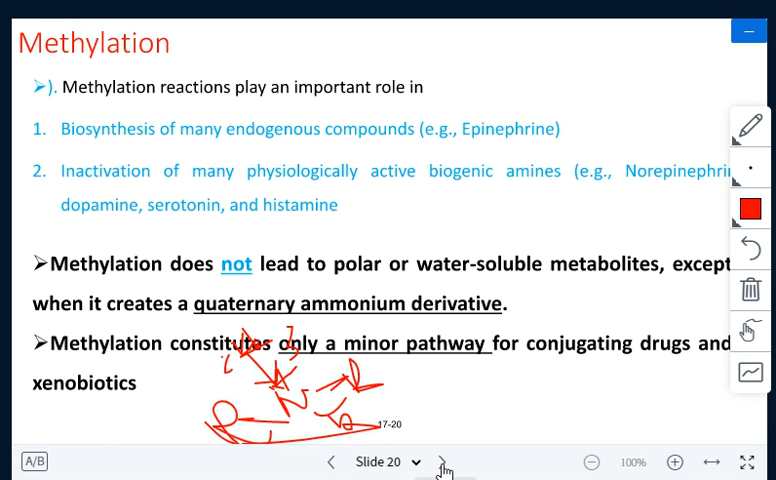 Methylation
). Methylation reactions play an important role in
1. Biosynthesis of many endogenous compounds (e.g., Epinephrine)
2. Inactivation of many physiologically active biogenic amines (e.g., Norepinephri
dopamine, serotonin, and histamine
Methylation does not lead to polar or water-soluble metabolites, except
when it creates a quaternary ammonium derivative.
Methylation constitutes only a minor pathway for conjugating drugs and
xenobiotics
N
R
17-20
A/B
Slide 20
100%